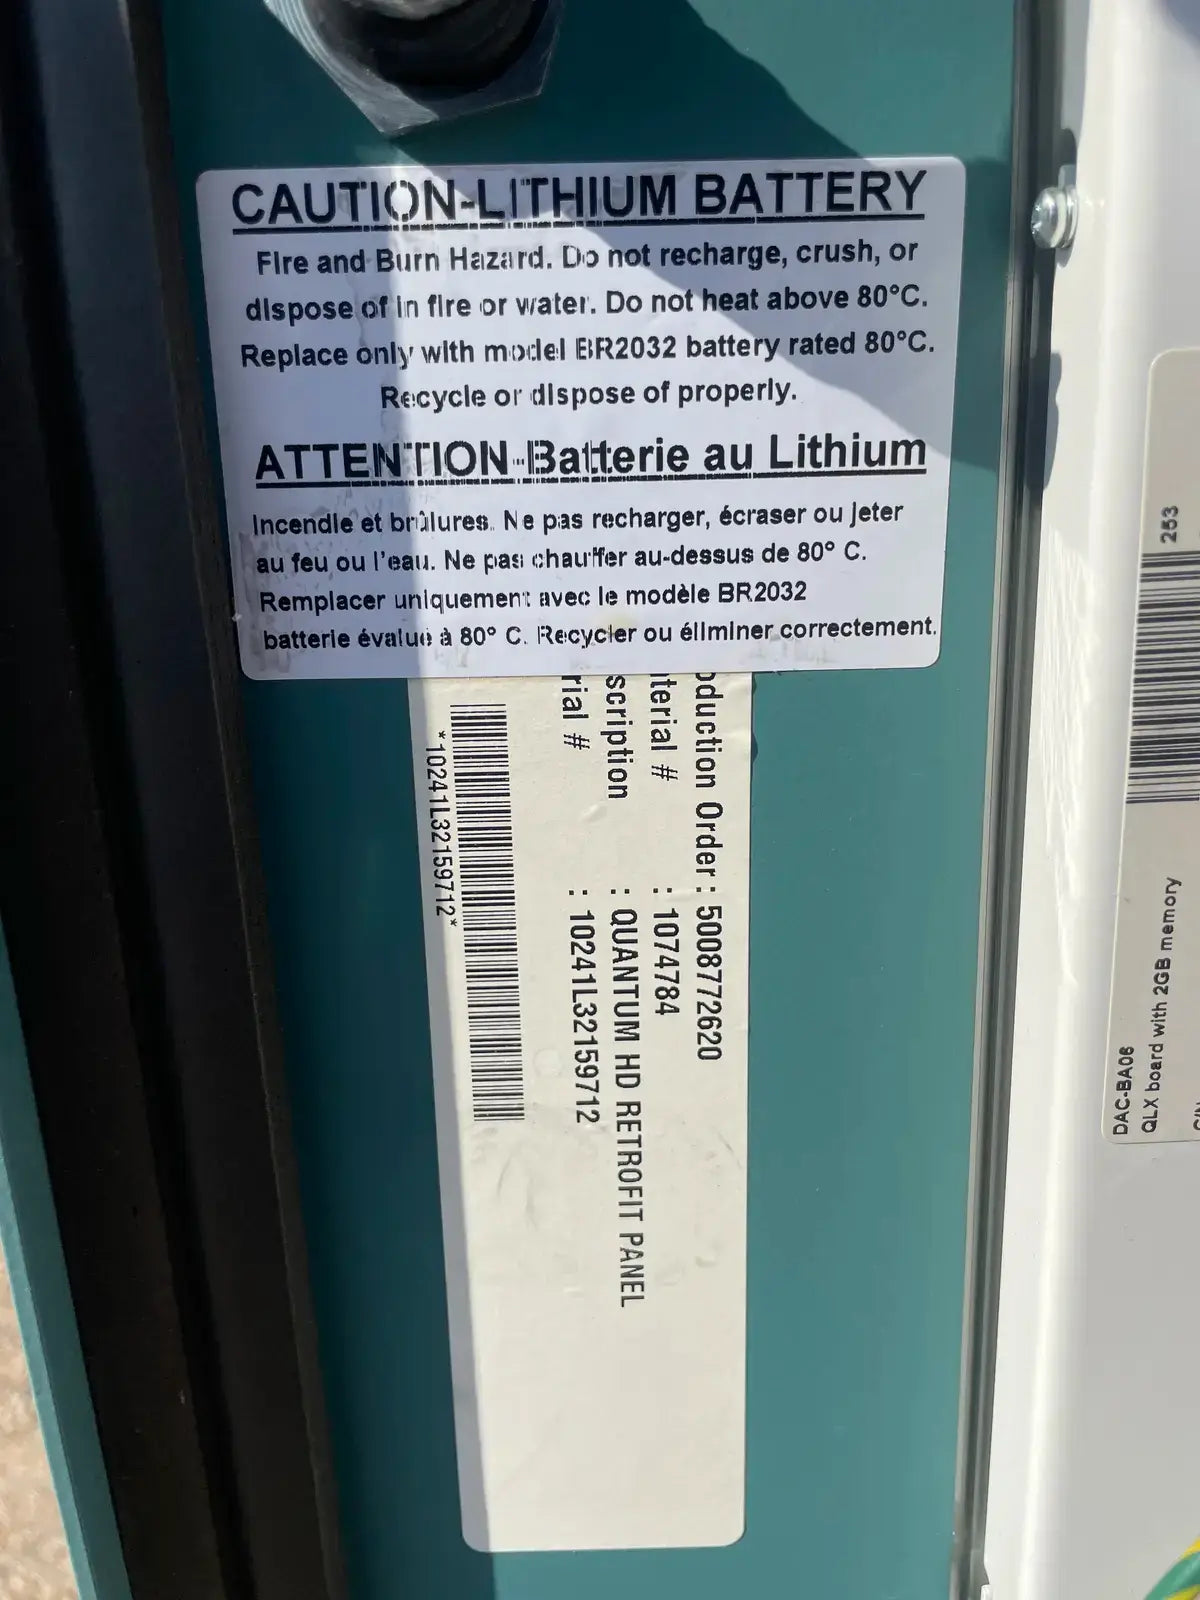 CAUTION-LITHIUM BATTERY
Fire and Burn Hazard. Do not recharge, crush, or
dispose of in fire or water. Do not heat above 80°C.
Replace only with model BR2032 battery rated 80°C.
Recycle or dispose of properly.
ATTENTION-Batterie au Lithium
Incendie et brûlures. Ne pas recharger, écraser ou jeter
au feu ou l'eau. Ne pas chauffer au-dessus de 80° C.
Remplacer uniquement avec le modèle BR2032
batterie évalué à 80° C. Recycler ou éliminer correctement.
oduction Order: 5008772620
terial # : 1074784
scription : QUANTUM HD RETROFIT PANEL
rial # : 10241L32159712
*10241L32159712*
253
DAC-BA06
QLX board with 2GB memory